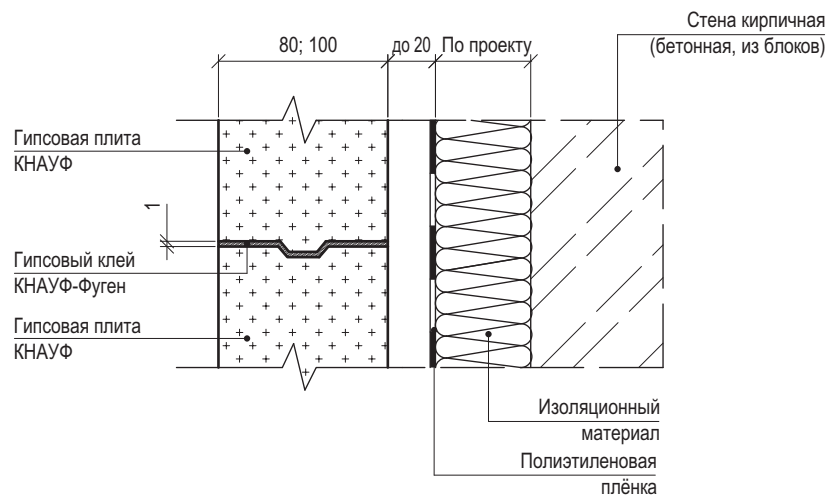 Стена кирпичная
(бетонная, из блоков)
80; 100
до 20
По проекту
Гипсовая плита
КНАУФ
1
Гипсовый клей
КНАУФ-Фуген
Гипсовая плита
КНАУФ
Изоляционный
материал
Полиэтиленовая
плёнка